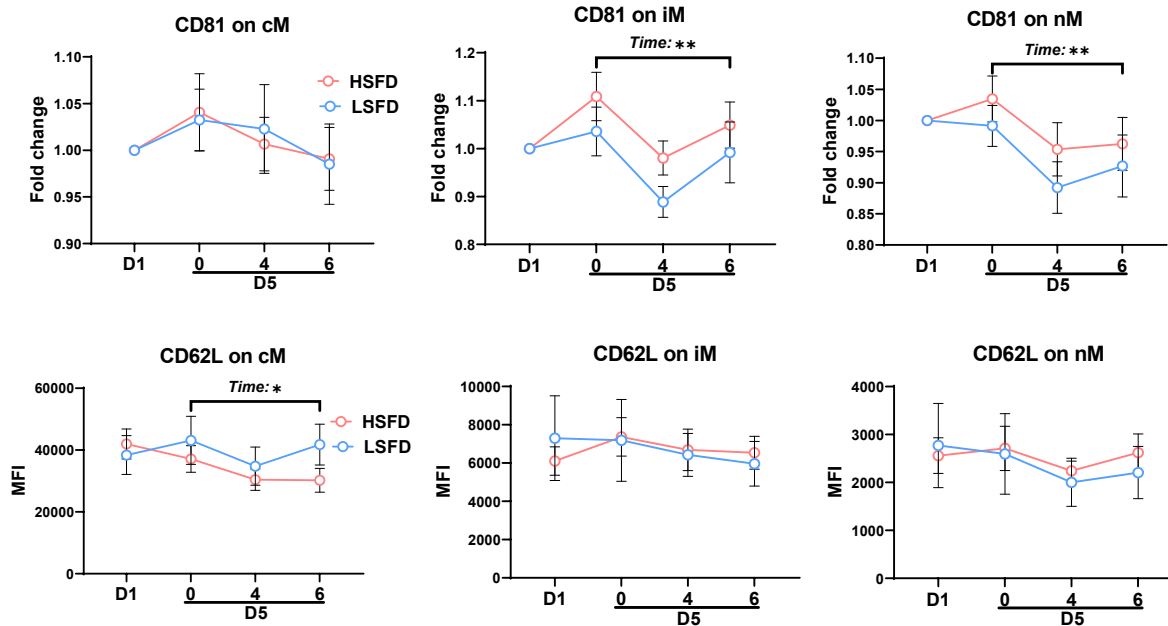 CD81 on cM
Fold change
1.10
1.05
1.00
0.95
0.90
HSFD
LSFD
D1
0
4
6
D5
CD81 on iM
Time: **
Fold change
1.2
1.1
1.0
0.9
0.8
D1
0
4
6
D5
CD81 on nM
Time: **
Fold change
1.10
1.05
1.00
0.95
0.90
0.85
0.80
D1
0
4
6
D5
CD62L on cM
Time: *
MFI
60000
40000
20000
0
HSFD
LSFD
D1
0
4
6
D5
CD62L on iM
MFI
10000
8000
6000
4000
2000
0
D1
0
4
6
D5
CD62L on nM
MFI
4000
3000
2000
1000
0
D1
0
4
6
D5